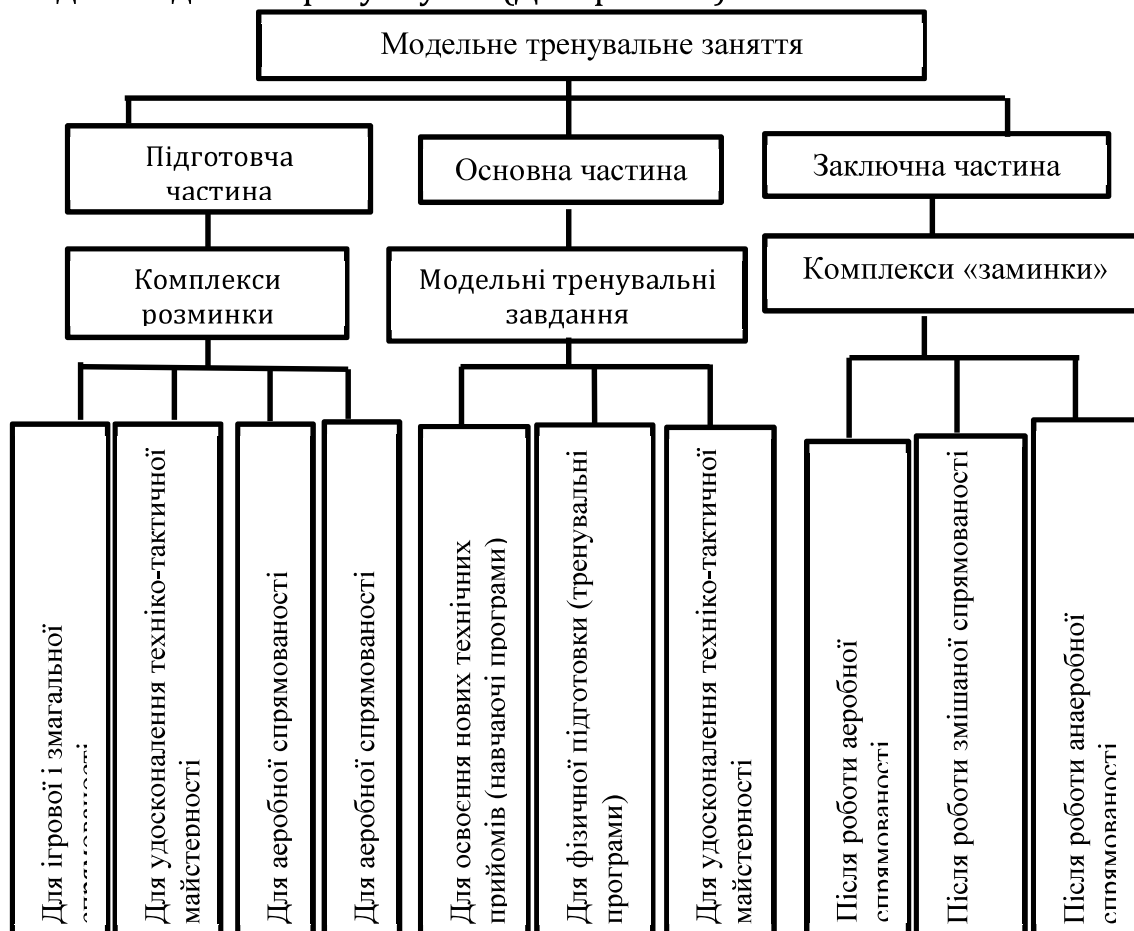 Модельне тренувальне заняття
Підготовча
частина
Основна частина
Заключна частина
Комплекси
розминки
Модельні тренувальні
завдання
Комплекси «заминки»
Для ігрової і змагальної
спрямованості
Для удосконалення техніко-тактичної
майстерності
Для аеробної спрямованості
Для аеробної спрямованості
Для освоєння нових технічних
прийомів (навчаючі програми)
Для фізичної підготовки (тренувальні
програми)
Для удосконалення техніко-тактичної
майстерності
Після роботи аеробної
спрямованості
Після роботи змішаної спрямованості
Після роботи анаеробної
спрямованості